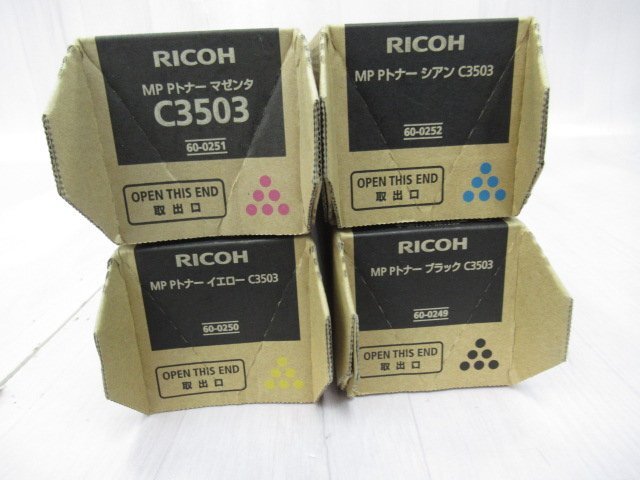 RICOH
MP Pトナー マゼンタ
C3503
60-0251
OPEN THIS END
取出口
RICOH
MP Pトナー シアン C3503
60-0252
OPEN THIS END
取出口
RICOH
MP Pトナー イエロー C3503
60-0250
OPEN THIS END
取出口
RICOH
MP Pトナー ブラック C3503
60-0249
OPEN THIS END
取出口